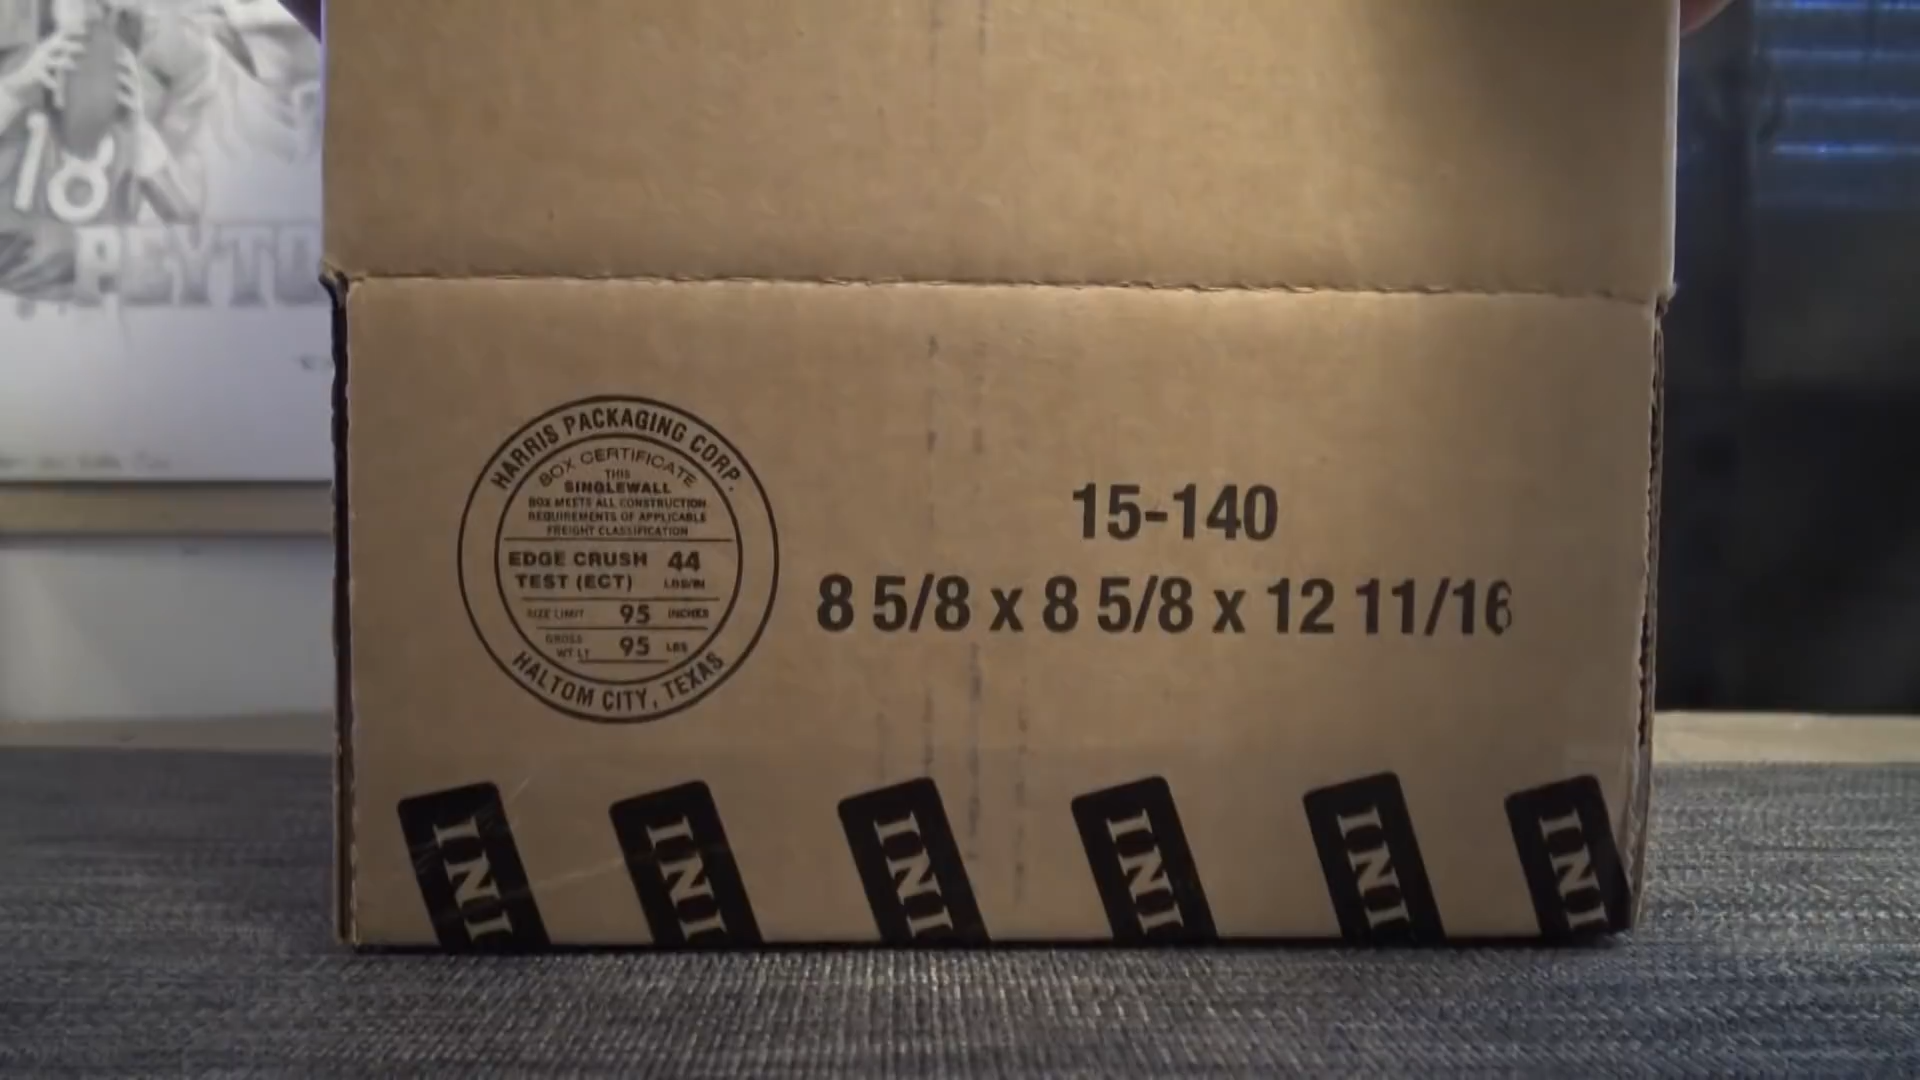 18
PEYTO
HARRIS PACKAGING CORP.
BOX CERTIFICATE
THIS
SINGLEWALL
BOX MEETS ALL CONSTRUCTION
REQUIREMENTS OF APPLICABLE
FREIGHT CLASSIFICATION
EDGE CRUSH 44
TEST (ECT) LBS/IN
SIZE LIMIT 95 INCHES
GROSS
WT LT 95 LBS
HALTOM CITY, TEXAS
15-140
8 5/8 x 8 5/8 x 12 11/16
INI
INI
INI
INI
INI
INI